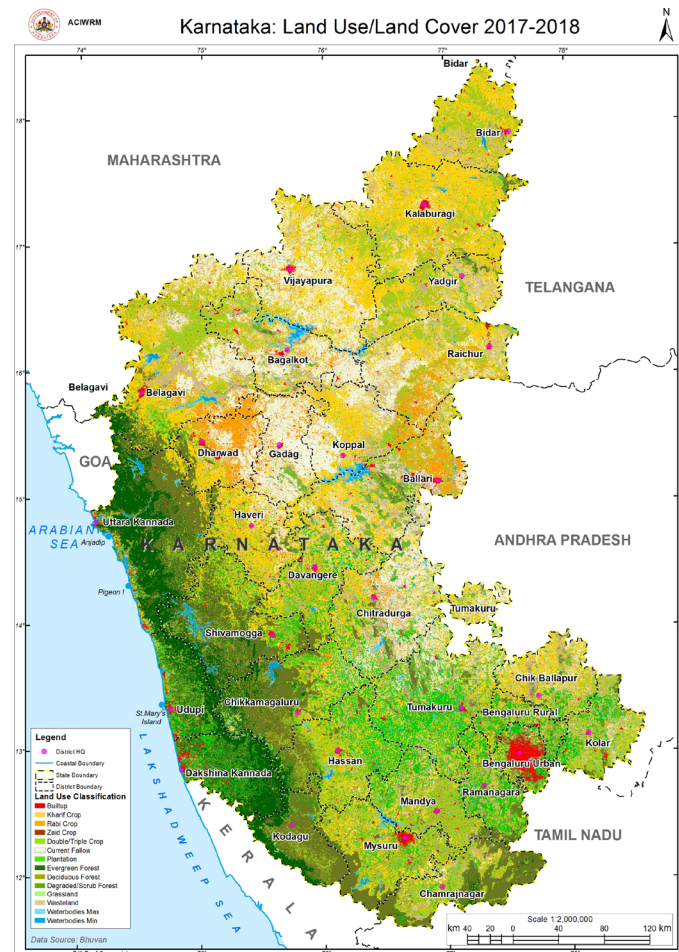 ACIWRM
Karnataka: Land Use/Land Cover 2017-2018
N
74°
75°
76°
77°
78°
Bidar
18°
Bidar
MAHARASHTRA
Kalaburagi
17°
Vijayapura
Yadgir
TELANGANA
Bagalkot
Raichur
16°
Belagavi
Belagavi
Dharwad
Gadag
Koppal
GOA
Ballari
15°
Haveri
Uttara Kannada
ARABIAN
SEA
Anjadip
KARNATAKA
ANDHRA PRADESH
Davangere
Pigeon I
Chitradurga
Tumakuru
14°
Shivamogga
Chik Ballapur
Chikkamagaluru
Tumakuru
Bengaluru Rural
St.Mary's
Island
Udupi
Kolar
13°
Hassan
Bengaluru Urban
Dakshina Kannada
Ramanagara
Mandya
LAKSHADWEEP SEA
KERALA
Kodagu
Mysuru
TAMIL NADU
12°
Chamrajnagar
Legend
District HQ
Coastal Boundary
State Boundary
District Boundary
Land Use Classification
Builtup
Kharif Crop
Rabi Crop
Zaid Crop
Double/Triple Crop
Current Fallow
Plantation
Evergreen Forest
Deciduous Forest
Degraded/Scrub Forest
Grassland
Wasteland
Waterbodies Max
Waterbodies Min
Data Source: Bhuvan
Scale 1:2,000,000
km 40 20 0 40 80 120 km